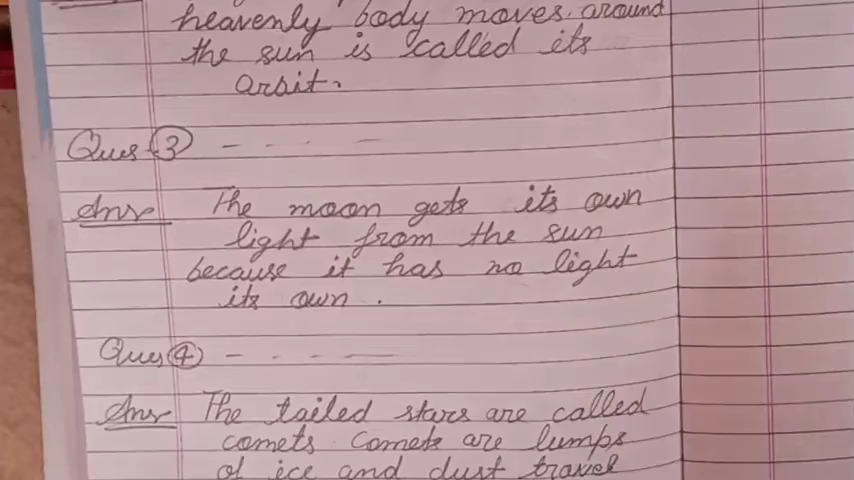 heavenly body moves around
the sun is called its
orbit.
Ques ③ - - - -
Ans The moon gets its own
light from the sun
because it has no light
its own.
Ques ④ - - - -
Ans The tailed stars are called
comets comets are lumps
of ice and dust travel